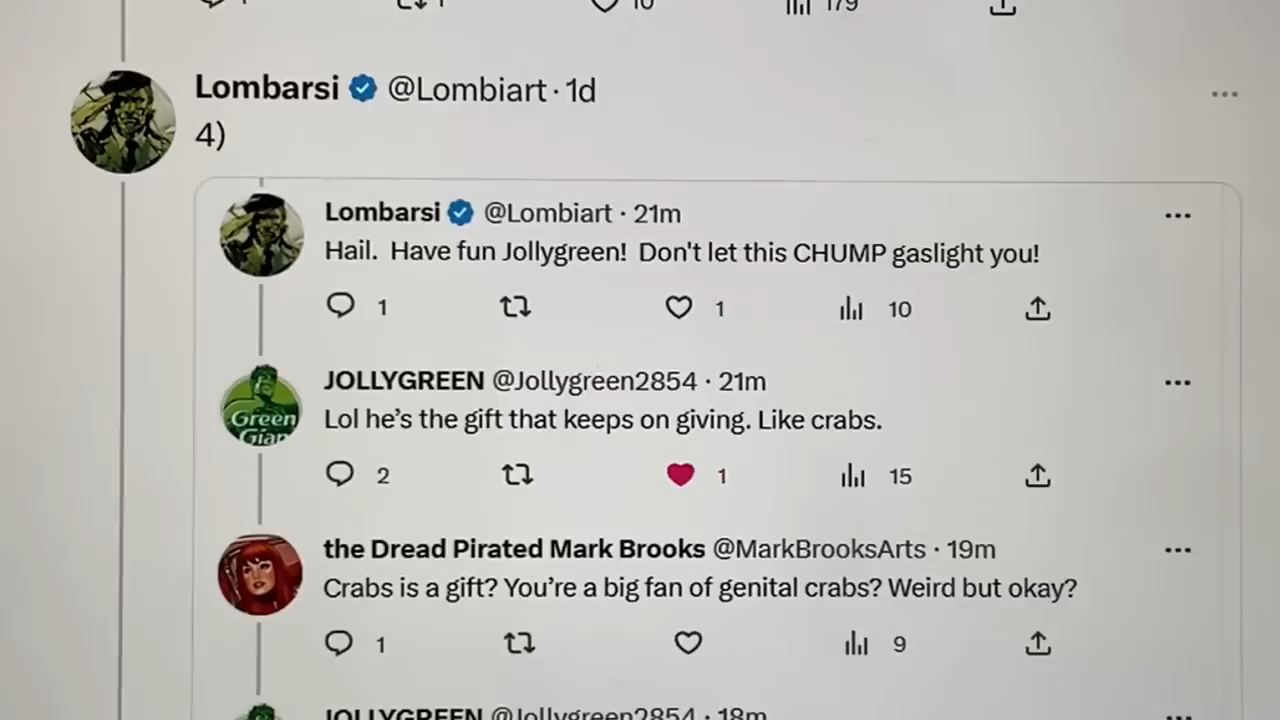 1 1 10 179
Lombarsi @Lombiart · 1d
4)
Lombarsi @Lombiart · 21m
Hail. Have fun Jollygreen! Don't let this CHUMP gaslight you!
1 1 10
JOLLYGREEN @Jollygreen2854 · 21m
Green
Lol he's the gift that keeps on giving. Like crabs.
2 1 15
the Dread Pirated Mark Brooks @MarkBrooksArts · 19m
Crabs is a gift? You're a big fan of genital crabs? Weird but okay?
1 9
JOLLYGREEN @Jollygreen2854 · 18m